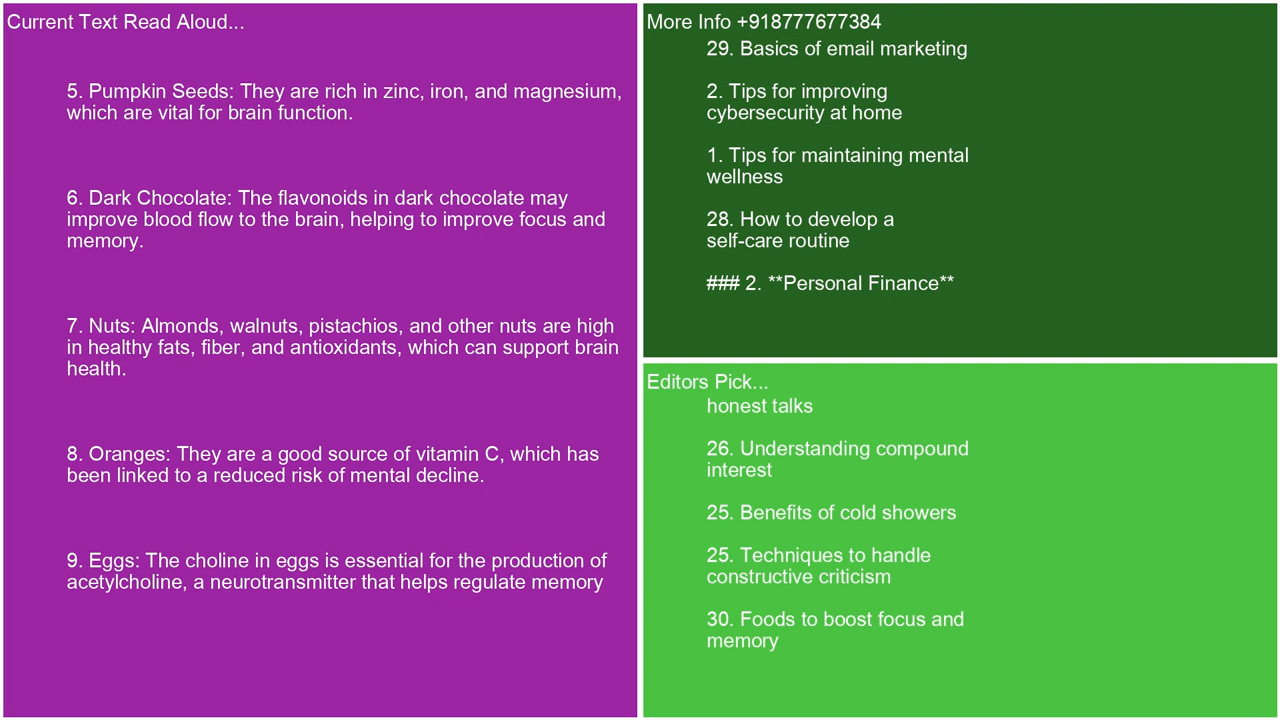 Current Text Read Aloud...
5. Pumpkin Seeds: They are rich in zinc, iron, and magnesium,
which are vital for brain function.
6. Dark Chocolate: The flavonoids in dark chocolate may
improve blood flow to the brain, helping to improve focus and
memory.
7. Nuts: Almonds, walnuts, pistachios, and other nuts are high
in healthy fats, fiber, and antioxidants, which can support brain
health.
8. Oranges: They are a good source of vitamin C, which has
been linked to a reduced risk of mental decline.
9. Eggs: The choline in eggs is essential for the production of
acetylcholine, a neurotransmitter that helps regulate memory
More Info +918777677384
29. Basics of email marketing
2. Tips for improving
cybersecurity at home
1. Tips for maintaining mental
wellness
28. How to develop a
self-care routine
### 2. **Personal Finance**
Editors Pick...
honest talks
26. Understanding compound
interest
25. Benefits of cold showers
25. Techniques to handle
constructive criticism
30. Foods to boost focus and
memory